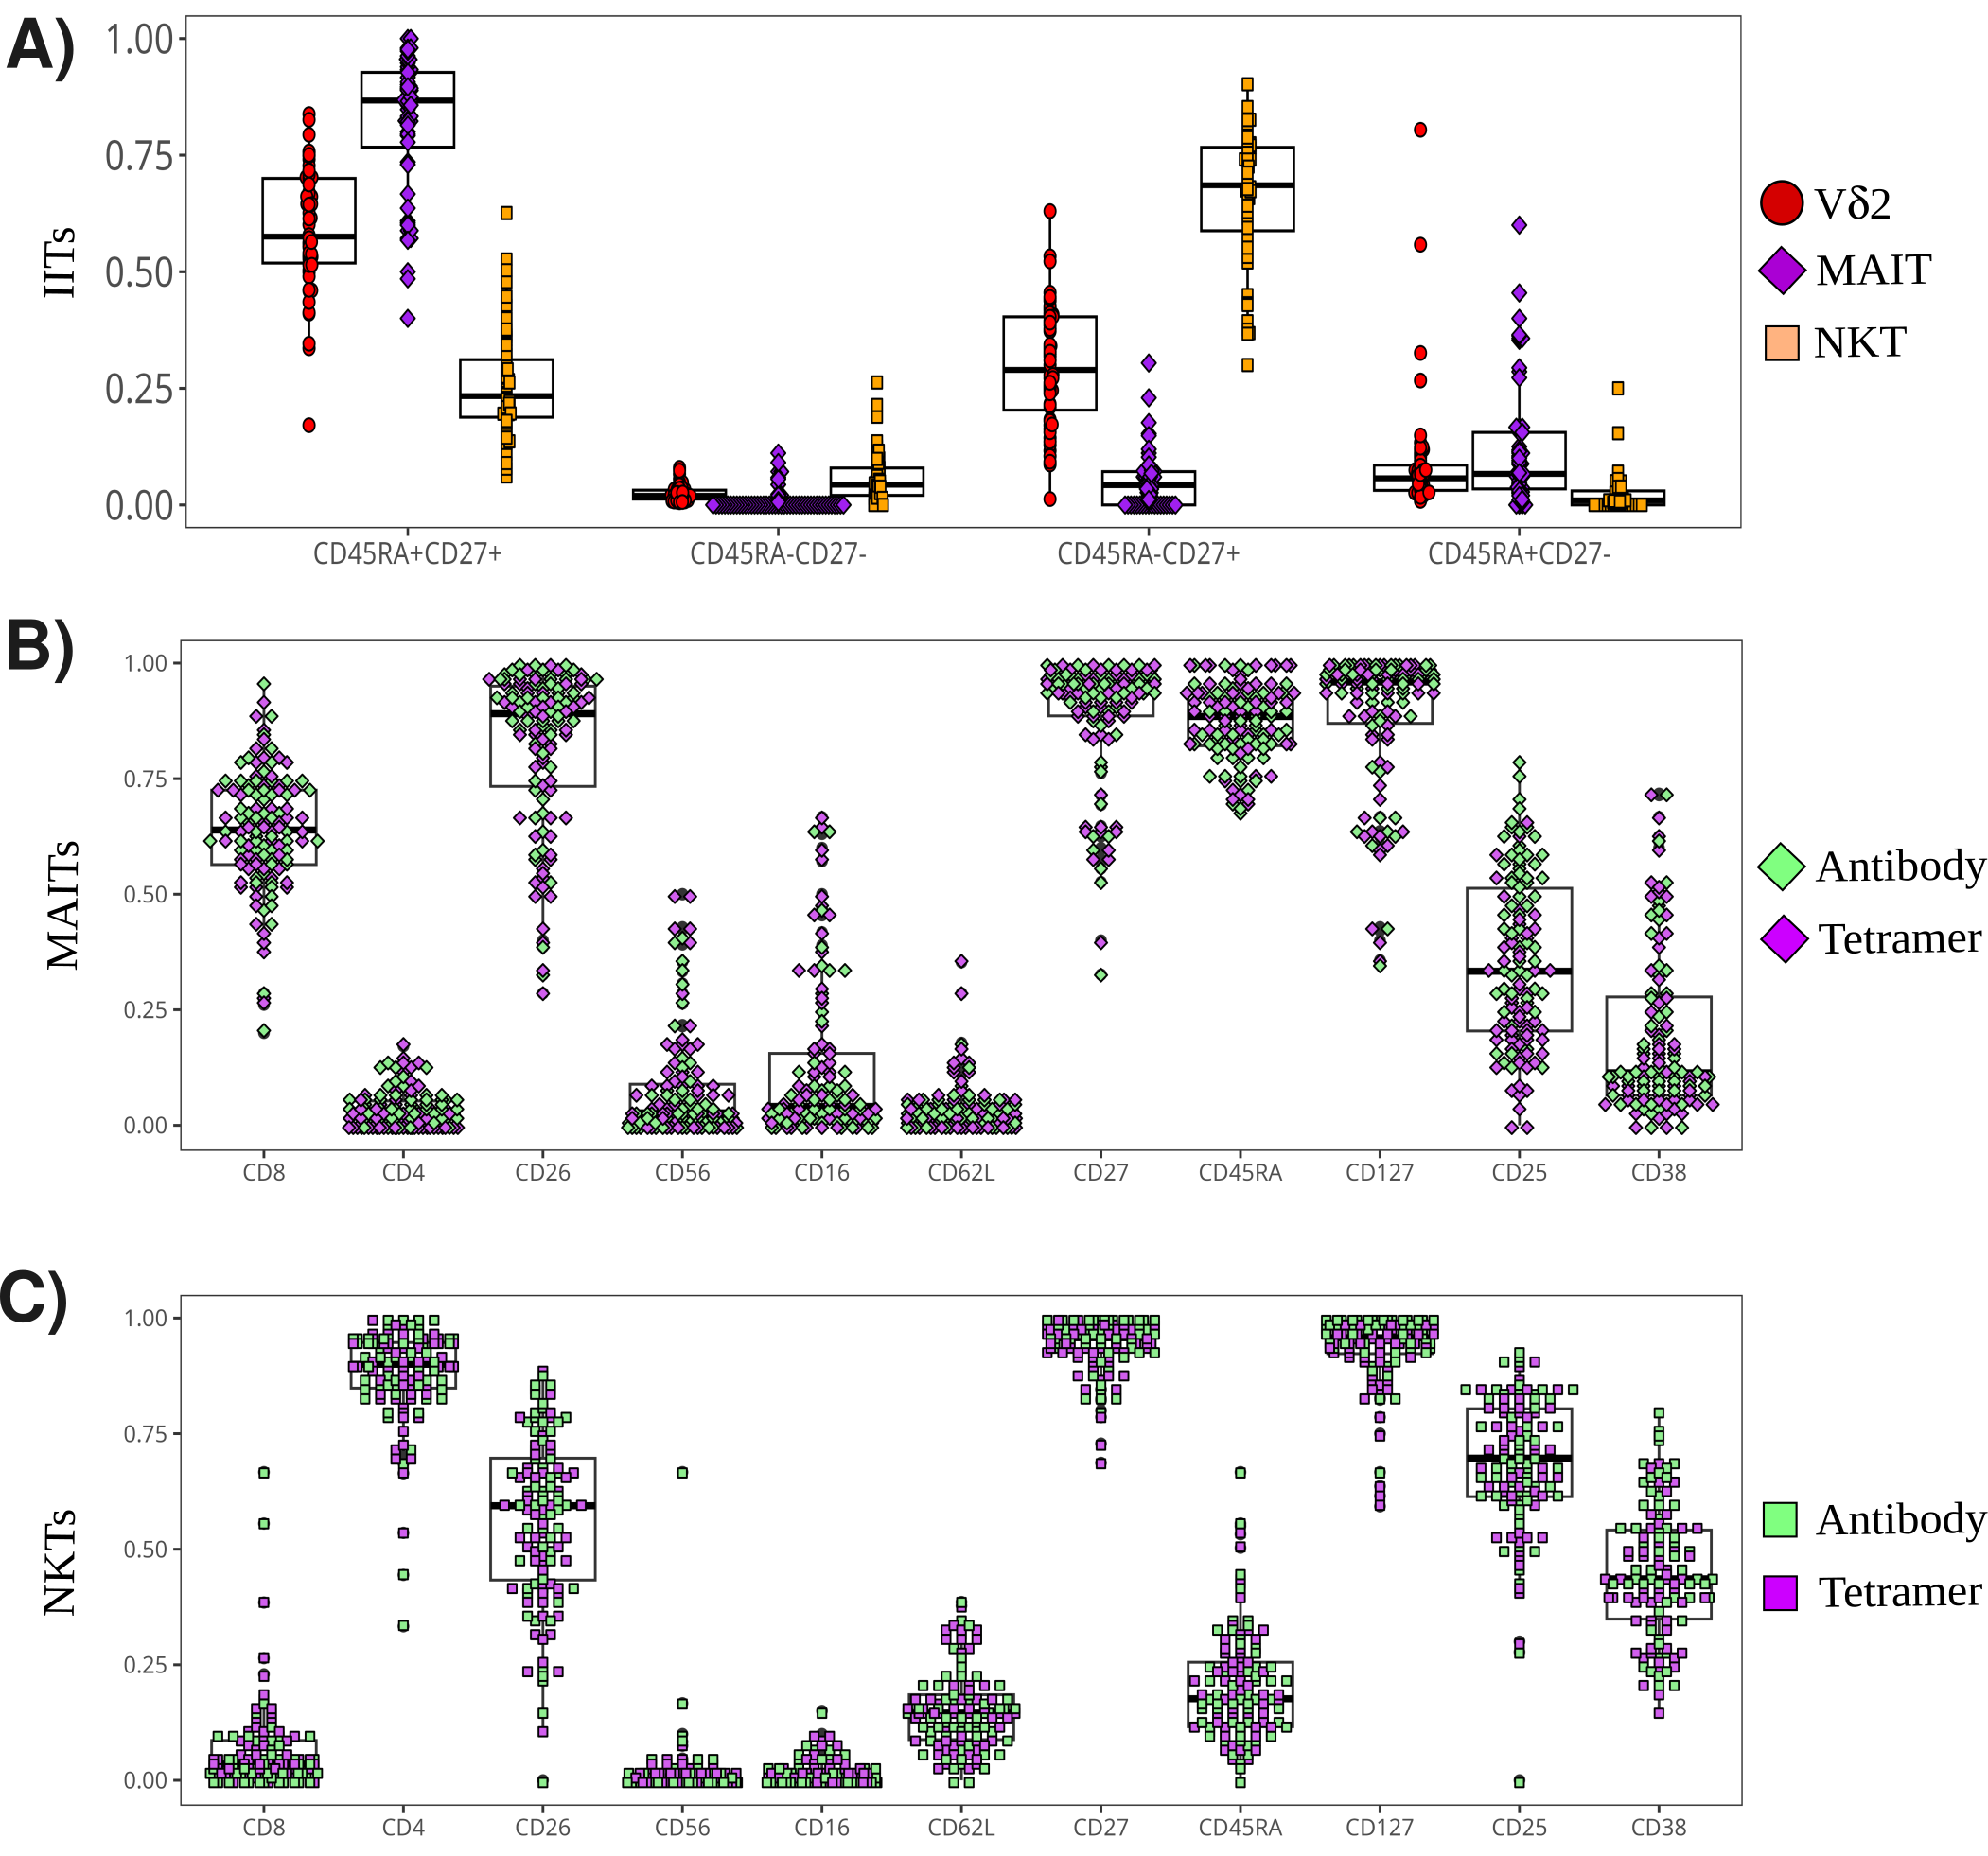 A)
1.00
0.75
0.50
0.25
0.00
IITs
CD45RA+CD27+
CD45RA-CD27-
CD45RA-CD27+
CD45RA+CD27-
Vδ2
MAIT
NKT
B)
1.00
0.75
0.50
0.25
0.00
MAITs
CD8
CD4
CD26
CD56
CD16
CD62L
CD27
CD45RA
CD127
CD25
CD38
Antibody
Tetramer
C)
1.00
0.75
0.50
0.25
0.00
NKTs
CD8
CD4
CD26
CD56
CD16
CD62L
CD27
CD45RA
CD127
CD25
CD38
Antibody
Tetramer